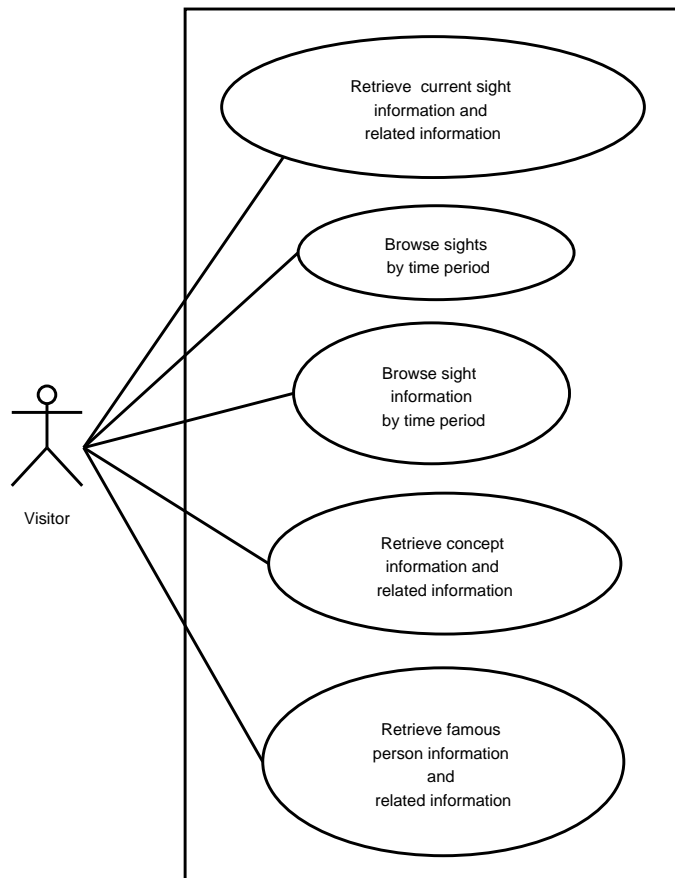 Retrieve current sight
information and
related information
Browse sights
by time period
Browse sight
information
by time period
Visitor
Retrieve concept
information and
related information
Retrieve famous
person information
and
related information